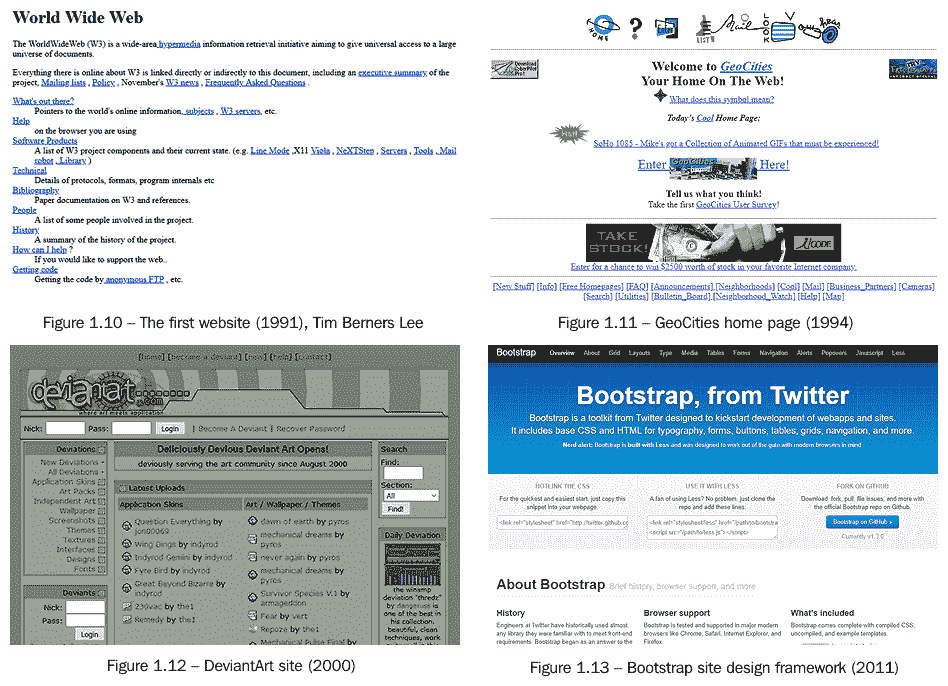 World Wide Web
The WorldWideWeb (W3) is a wide-area hypermedia information retrieval initiative aiming to give universal access to a large
universe of documents.
Everything there is online about W3 is linked directly or indirectly to this document, including an executive summary of the
project, Mailing lists , Policy , November's W3 news , Frequently Asked Questions .
What's out there?
Pointers to the world's online information, subjects , W3 servers, etc.
Help
on the browser you are using
Software Products
A list of W3 project components and their current state. (e.g. Line Mode ,X11 Viola , NeXTStep , Servers , Tools , Mail
robot , Library )
Technical
Details of protocols, formats, program internals etc
Bibliography
Paper documentation on W3 and references.
People
A list of some people involved in the project.
History
A summary of the history of the project.
How can I help ?
If you would like to support the web..
Getting code
Getting the code by anonymous FTP , etc.
Figure 1.10 – The first website (1991), Tim Berners Lee
HOME ? LIST Mail LOOK
Welcome to GeoCities
Your Home On The Web!
What does this symbol mean?
Today's Cool Home Page:
SoHo 1085 - Mike's got a Collection of Animated GIFs that must be experienced!
Enter GEOCITIES Here!
Tell us what you think!
Take the first GeoCities User Survey!
TAKE
STOCK! UCODE
Enter for a chance to win $2500 worth of stock in your favorite Internet company.
[New Stuff] [Info] [Free Homepages] [FAQ] [Announcements] [Neighborhoods] [Cool] [Mail] [Business_Partners] [Cameras]
[Search] [Utilities] [Bulletin_Board] [Neighborhood_Watch] [Help] [Map]
Figure 1.11 – GeoCities home page (1994)
[home] [become a deviant] [new] [help] [contact]
deviantart
.com
where art meets application
Nick: Pass: Login | Become A Deviant | Recover Password
Deviations
New Deviations
All Deviations
Application Skins
Art Packs
Independent Art
Wallpaper
Screenshots
Themes
Textures
Interfaces
Designs
Fonts
Deviants
Nick:
Pass:
Login
Deliciously Devious Deviant Art Opens!
deviously serving the art community since August 2000
Latest Uploads
Application Skins
Question Everything by
jon00069
Wing Dings by indyrod
Indyrod Gemini by indyrod
Fyre Bird by indyrod
Great Beyond Bizarre by
indyrod
230vac by the1
Remedy by the1
Art / Wallpaper / Themes
dawn of earth by pyros
mechanical dreams by
pyros
never again by pyros
mechanical dreams by
pyros
Survivor Species V.1 by
armageddon
Fear by vert
Repoze by the1
Mechanical Pulse Final by
Search
Find:
Section:
All
Find!
Daily Deviation
the winamp
deviation "thredz"
by dangeruss is
one of the best in
his collection.
beautiful, clean
techniques, work
Figure 1.12 – DeviantArt site (2000)
Bootstrap Overview About Grid Layouts Type Media Tables Forms Navigation Alerts Popovers Javascript Less
Bootstrap, from Twitter
Bootstrap is a toolkit from Twitter designed to kickstart development of webapps and sites.
It includes base CSS and HTML for typography, forms, buttons, tables, grids, navigation, and more.
Nerd alert: Bootstrap is built with Less and was designed to work out of the gate with modern browsers in mind
HOTLINK THE CSS
For the quickest and easiest start, just copy this
snippet into your webpage:
<link rel="stylesheet" href="http://twitter.github.c
USE IT WITH LESS
A fan of using Less? No problem, just clone the
repo and add these lines:
<link rel="stylesheet/less" href="/path/to/bootstra
<script src="/path/to/less.js"></script>
FORK ON GITHUB
Download, fork, pull, file issues, and more with
the official Bootstrap repo on Github.
Bootstrap on GitHub »
Currently v1.3.0
About Bootstrap Brief history, browser support, and more
History
Engineers at Twitter have historically used almost
any library they were familiar with to meet front-end
requirements. Bootstrap began as an answer to the
Browser support
Bootstrap is tested and supported in major modern
browsers like Chrome, Safari, Internet Explorer, and
Firefox.
What's included
Bootstrap comes complete with compiled CSS,
uncompiled, and example templates.
Figure 1.13 – Bootstrap site design framework (2011)